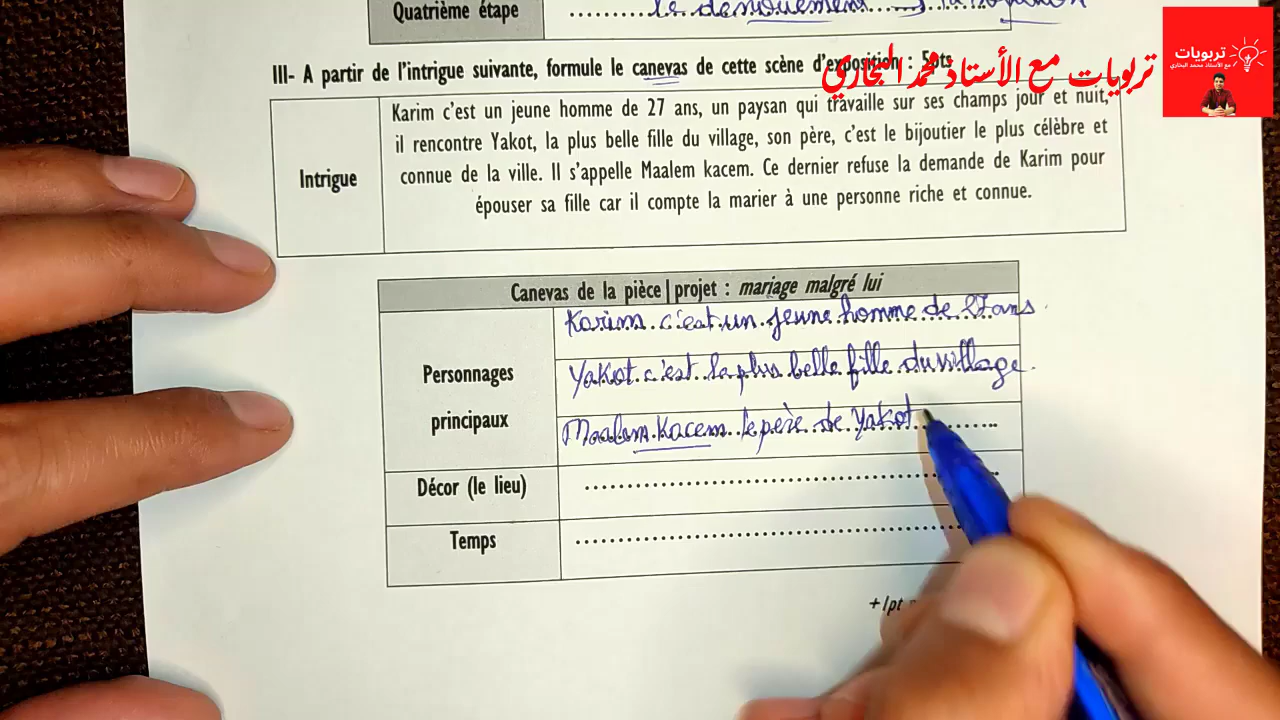 Quatrième étape
le dénouement
III- A partir de l'intrigue suivante, formule le canevas de cette scène d'exposition : 5pts
تربويات مع الأستاذ محمد البخاري
تربويات
مع الأستاذ محمد البخاري
Intrigue
Karim c'est un jeune homme de 27 ans, un paysan qui travaille sur ses champs jour et nuit,
il rencontre Yakot, la plus belle fille du village, son père, c'est le bijoutier le plus célèbre et
connue de la ville. Il s'appelle Maalem kacem. Ce dernier refuse la demande de Karim pour
épouser sa fille car il compte la marier à une personne riche et connue.
Canevas de la pièce|projet : mariage malgré lui
Personnages
principaux
Karim c'est un jeune homme de 27 ans
Yakot c'est la plus belle fille du village
Maalem Kacem le père de Yakot
Décor (le lieu)
Temps
+1pt